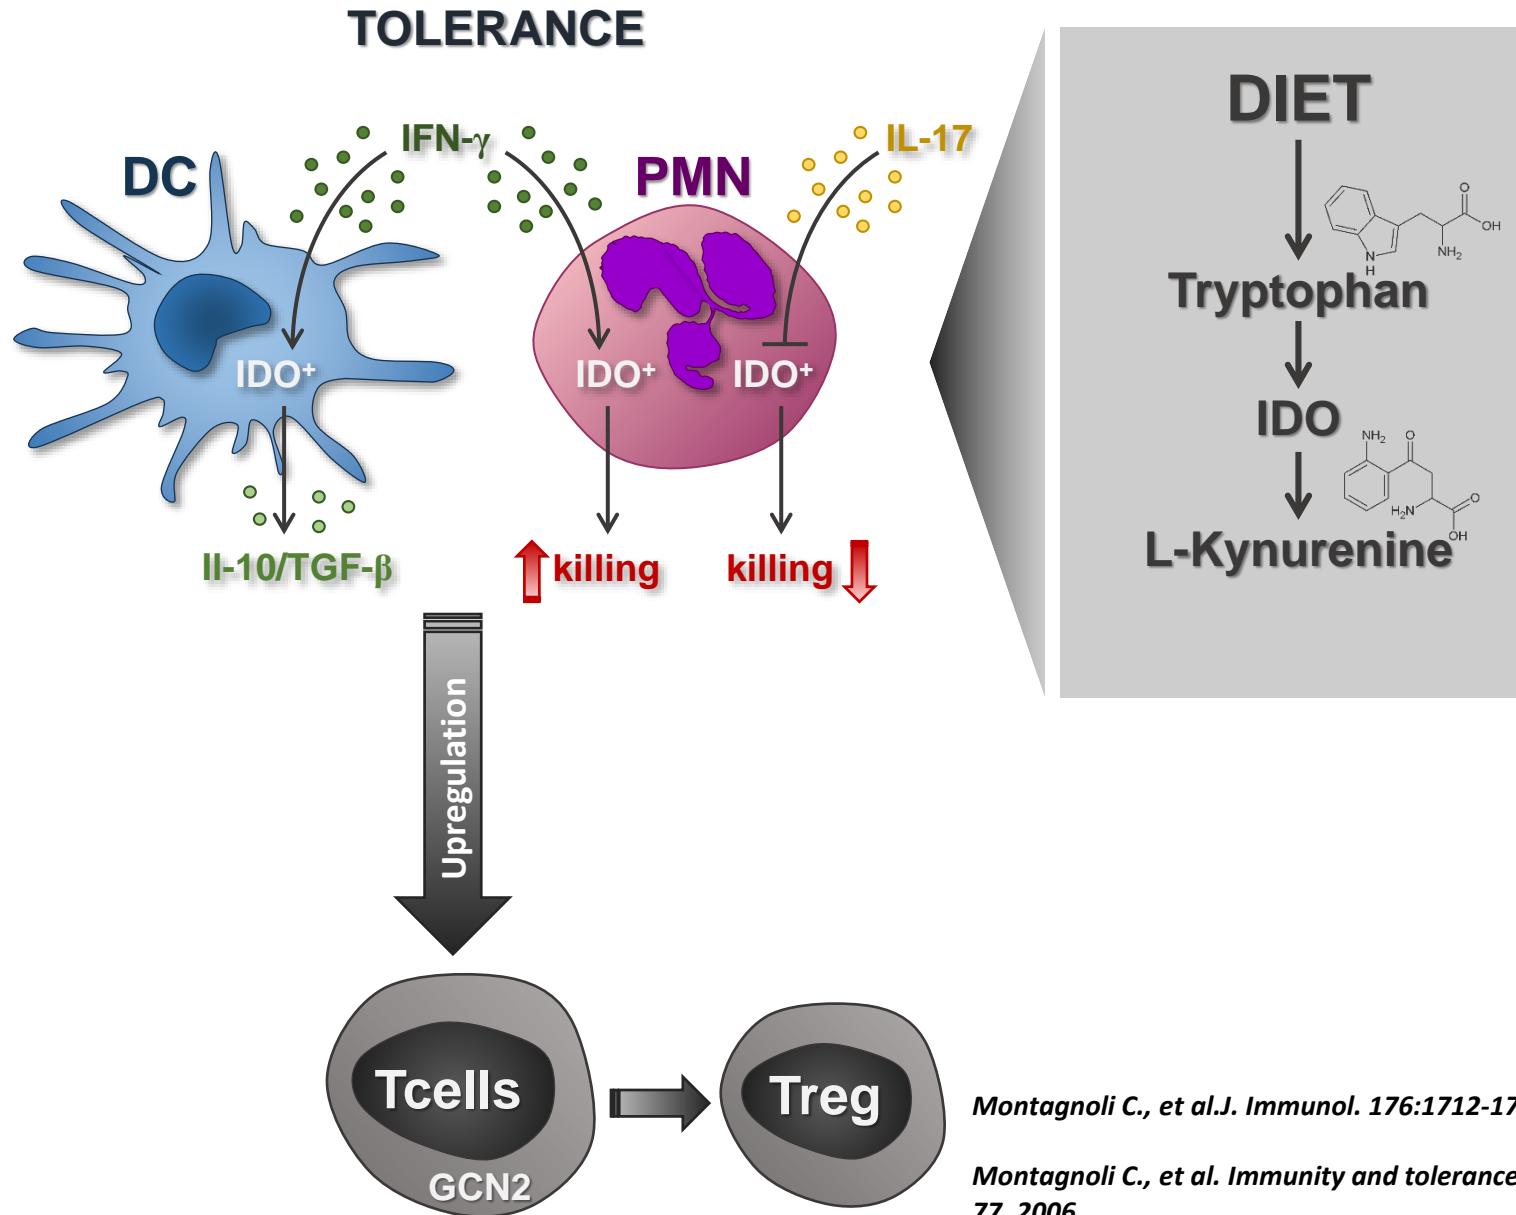 TOLERANCE
DC
IFN-γ
PMN
IL-17
IDO+
IDO+
IDO+
Il-10/TGF-β
killing
killing
DIET
O
OH
NH2
N
H
Tryptophan
IDO
NH2
O
O
H2N
OH
L-Kynurenine
Upregulation
Tcells
GCN2
Treg
Montagnoli C., et al.J. Immunol. 176:1712-17
Montagnoli C., et al. Immunity and tolerance
77, 2006